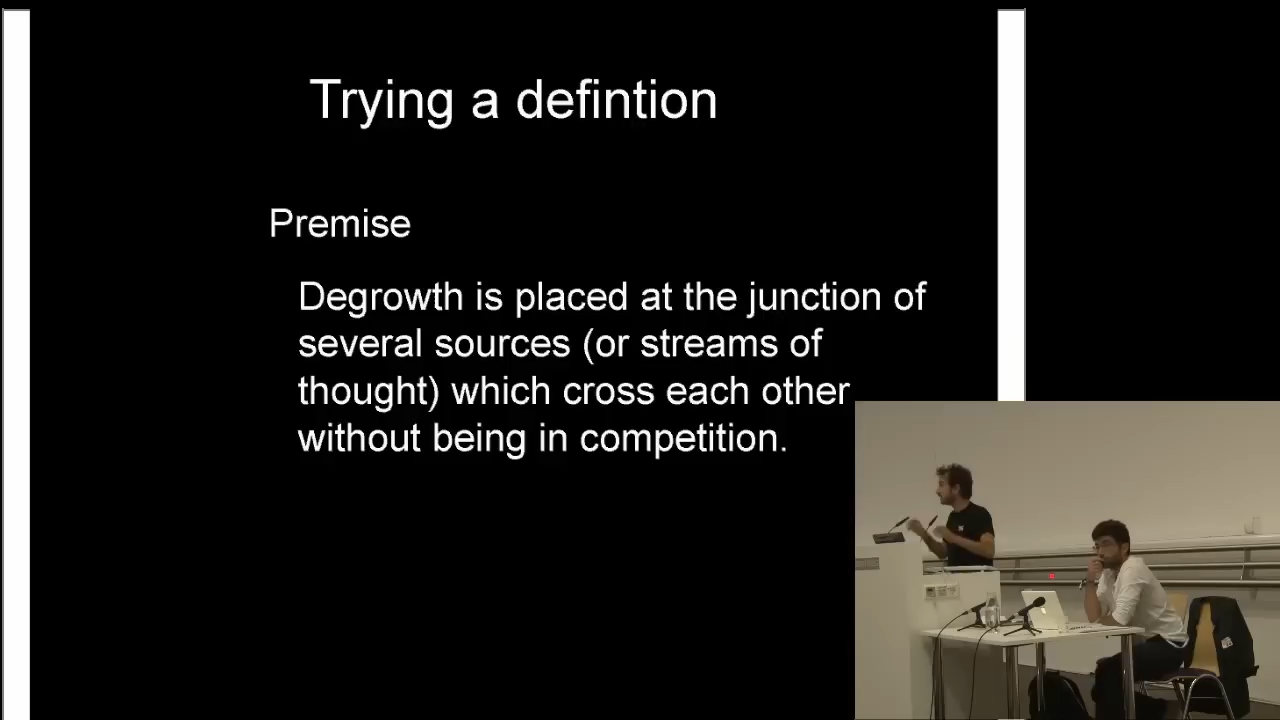 Trying a defintion
Premise
Degrowth is placed at the junction of
several sources (or streams of
thought) which cross each other
without being in competition.